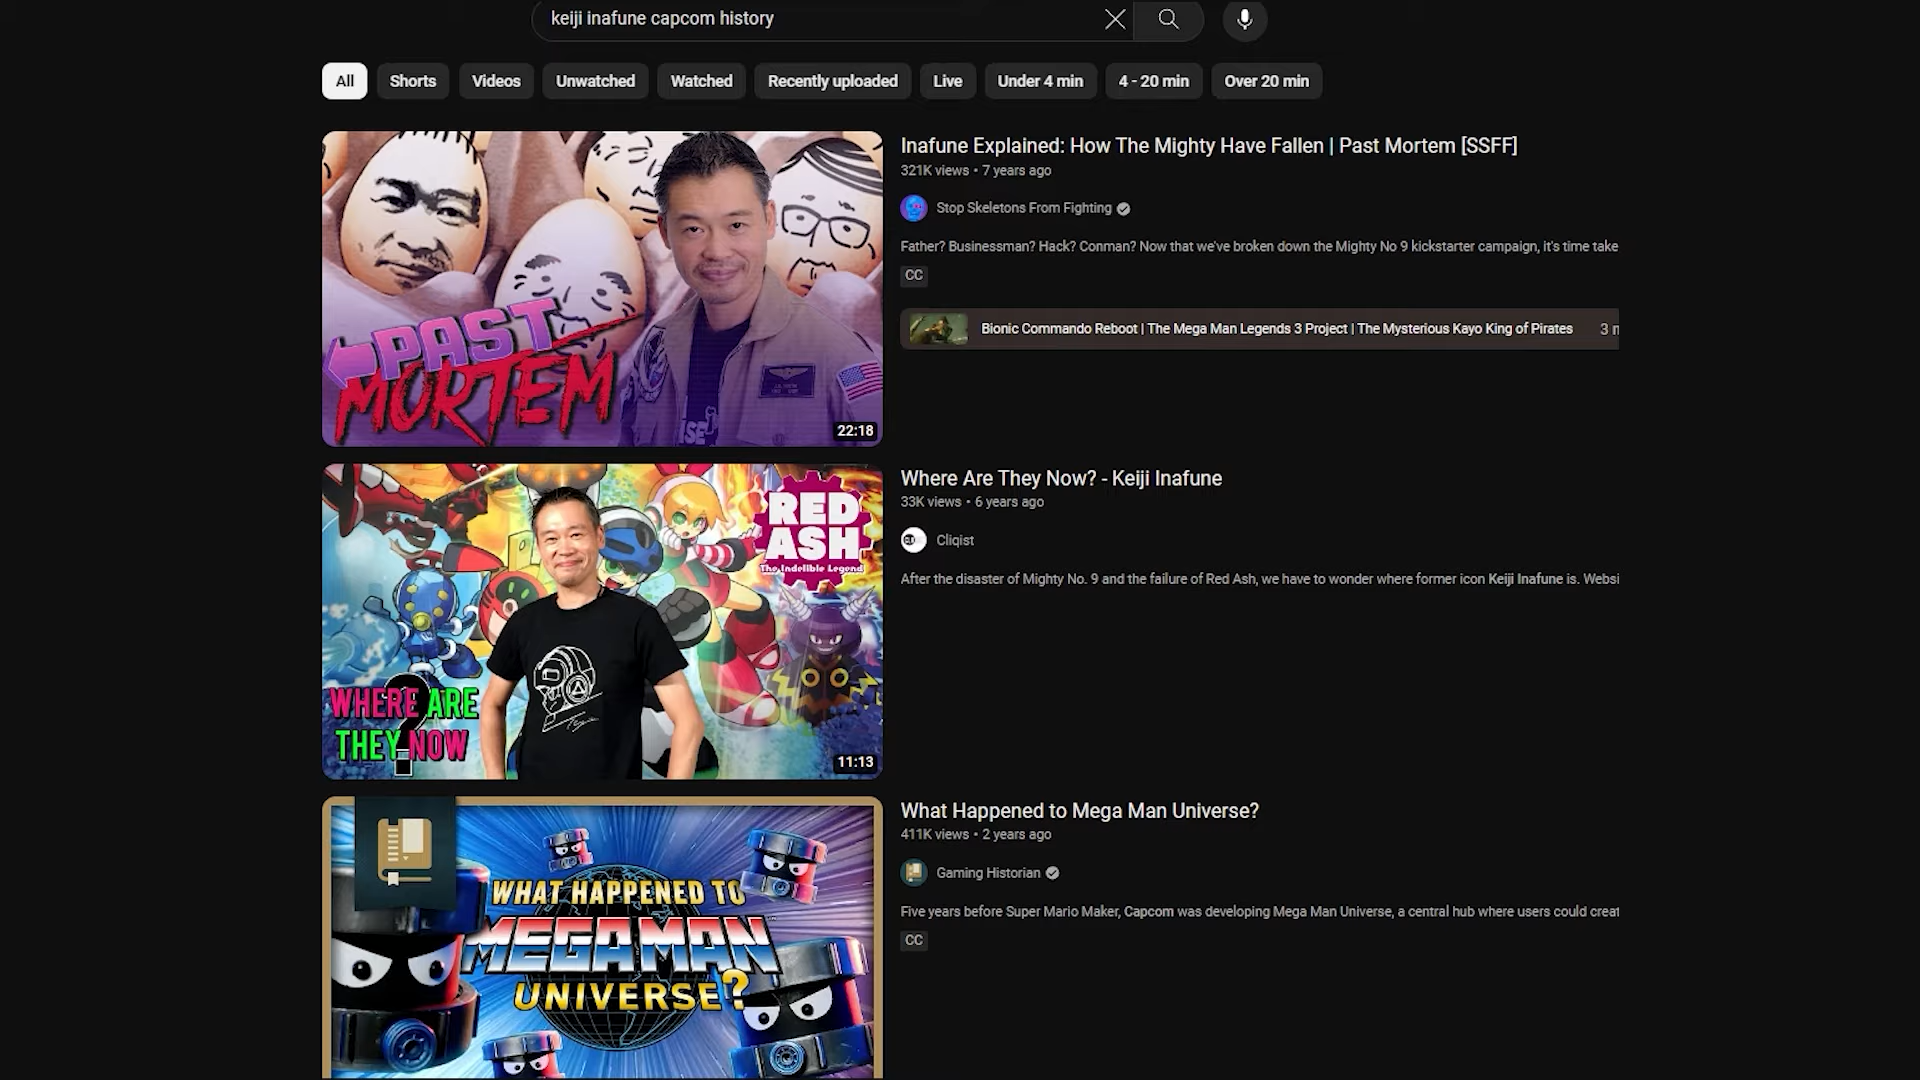 keiji inafune capcom history
All
Shorts
Videos
Unwatched
Watched
Recently uploaded
Live
Under 4 min
4 - 20 min
Over 20 min
PAST
MORTEM
22:18
Inafune Explained: How The Mighty Have Fallen | Past Mortem [SSFF]
321K views • 7 years ago
Stop Skeletons From Fighting
Father? Businessman? Hack? Conman? Now that we've broken down the Mighty No 9 kickstarter campaign, it's time take
CC
Bionic Commando Reboot | The Mega Man Legends 3 Project | The Mysterious Kayo King of Pirates
3
RED
ASH
The Indelible Legend
WHERE ARE
THEY NOW
?
11:13
Where Are They Now? - Keiji Inafune
33K views • 6 years ago
Cliqist
After the disaster of Mighty No. 9 and the failure of Red Ash, we have to wonder where former icon Keiji Inafune is. Websi
WHAT HAPPENED TO
MEGA MAN
UNIVERSE?
What Happened to Mega Man Universe?
411K views • 2 years ago
Gaming Historian
Five years before Super Mario Maker, Capcom was developing Mega Man Universe, a central hub where users could creat
CC